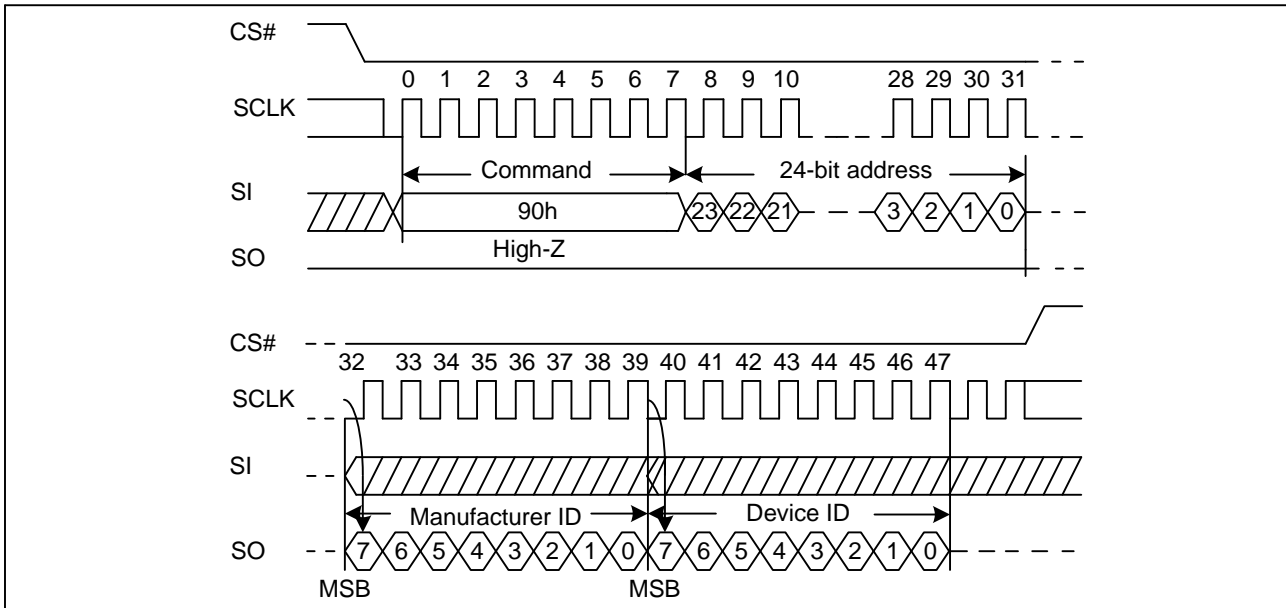 CS#
0 1 2 3 4 5 6 7 8 9 10 28 29 30 31
SCLK
Command 24-bit address
SI
90h 23 22 21 3 2 1 0
High-Z
SO
CS#
32 33 34 35 36 37 38 39 40 41 42 43 44 45 46 47
SCLK
SI
Manufacturer ID Device ID
SO 7 6 5 4 3 2 1 0 7 6 5 4 3 2 1 0
MSB MSB